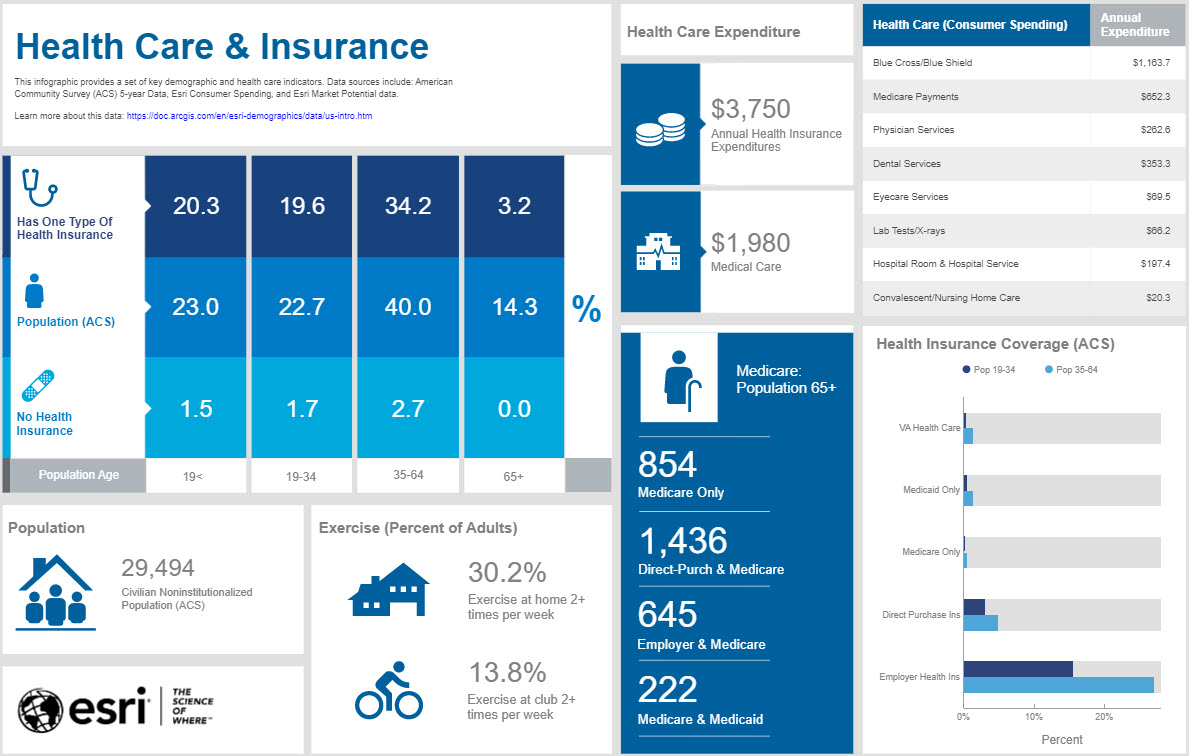 Health Care & Insurance
This infographic provides a set of key demographic and health care indicators. Data sources include: American
Community Survey (ACS) 5-year Data, Esri Consumer Spending, and Esri Market Potential data.
Learn more about this data: https://doc.arcgis.com/en/esri-demographics/data/us-intro.htm
Has One Type Of
Health Insurance
20.3 19.6 34.2 3.2
Population (ACS)
23.0 22.7 40.0 14.3
%
No Health
Insurance
1.5 1.7 2.7 0.0
Population Age 19< 19-34 35-64 65+
Population
29,494
Civilian Noninstitutionalized
Population (ACS)
esri
THE
SCIENCE
OF
WHERE™
Exercise (Percent of Adults)
30.2%
Exercise at home 2+
times per week
13.8%
Exercise at club 2+
times per week
Health Care Expenditure
$3,750
Annual Health Insurance
Expenditures
$1,980
Medical Care
Medicare:
Population 65+
854
Medicare Only
1,436
Direct-Purch & Medicare
645
Employer & Medicare
222
Medicare & Medicaid
Health Care (Consumer Spending) Annual
Expenditure
Blue Cross/Blue Shield $1,163.7
Medicare Payments $652.3
Physician Services $262.6
Dental Services $353.3
Eyecare Services $69.5
Lab Tests/X-rays $66.2
Hospital Room & Hospital Service $197.4
Convalescent/Nursing Home Care $20.3
Health Insurance Coverage (ACS)
Pop 19-34 Pop 35-64
VA Health Care
Medicaid Only
Medicare Only
Direct Purchase Ins
Employer Health Ins
0% 10% 20%
Percent